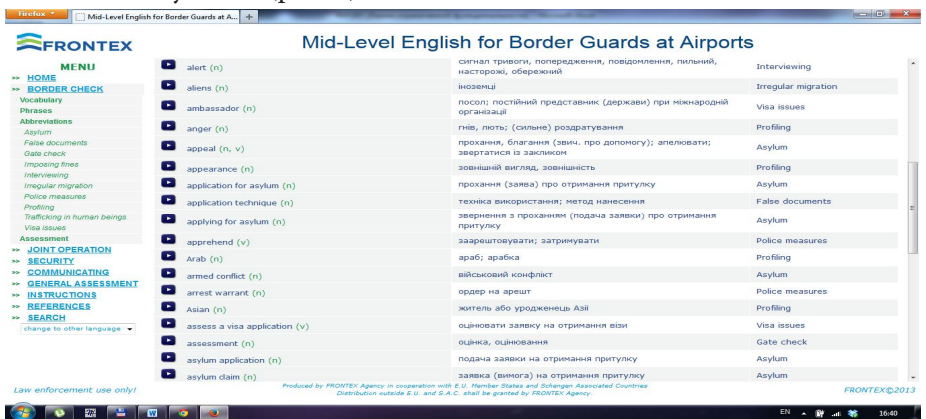 Firefox
Mid-Level English for Border Guards at A...
FRONTEX
Mid-Level English for Border Guards at Airports
MENU
>> HOME
>> BORDER CHECK
Vocabulary
Phrases
Abbreviations
Asylum
False documents
Gate check
Imposing fines
Interviewing
Irregular migration
Police measures
Profiling
Trafficking in human beings
Visa issues
Assessment
>> JOINT OPERATION
>> SECURITY
>> COMMUNICATING
>> GENERAL ASSESSMENT
>> INSTRUCTIONS
>> REFERENCES
>> SEARCH
change to other language
alert (n) сигнал тривоги, попередження, повідомлення, пильний, насторожі, обережний Interviewing
aliens (n) іноземці Irregular migration
ambassador (n) посол; постійний представник (держави) при міжнародній організації Visa issues
anger (n) гнів, лють; (сильне) роздратування Profiling
appeal (n, v) прохання, благання (звич. про допомогу); апелювати; звертатися із закликом Asylum
appearance (n) зовнішній вигляд, зовнішність Profiling
application for asylum (n) прохання (заява) про отримання притулку Asylum
application technique (n) техніка використання; метод нанесення False documents
applying for asylum (n) звернення з проханням (подача заявки) про отримання притулку Asylum
apprehend (v) заарештовувати; затримувати Police measures
Arab (n) араб; арабка Profiling
armed conflict (n) військовий конфлікт Asylum
arrest warrant (n) ордер на арешт Police measures
Asian (n) житель або уродженець Азії Profiling
assess a visa application (v) оцінювати заявку на отримання візи Visa issues
assessment (n) оцінка, оцінювання Gate check
asylum application (n) подача заявки на отримання притулку Asylum
asylum claim (n) заявка (вимога) на отримання притулку Asylum
Law enforcement use only!
Produced by FRONTEX Agency in cooperation with E.U. Member States and Schengen Associated Countries
Distribution outside E.U. and S.A.C. shall be granted by FRONTEX Agency.
FRONTEX©2013
EN 16:40